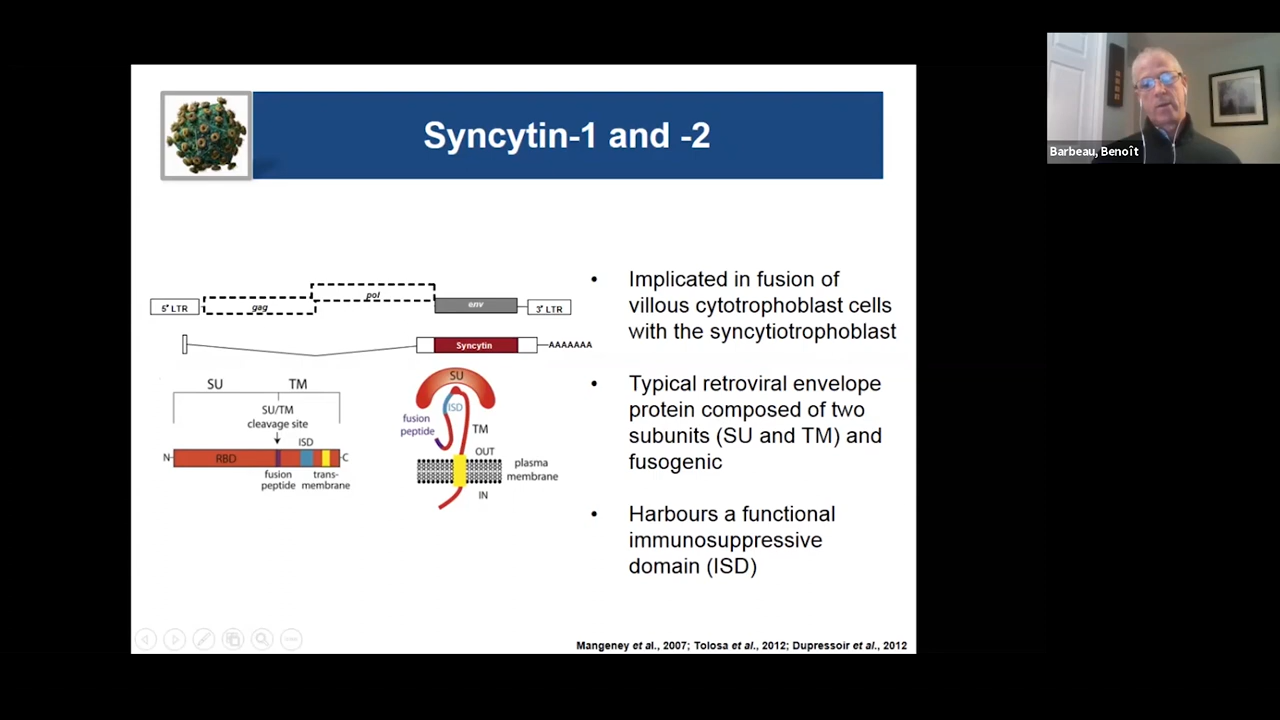 Syncytin-1 and -2
Barbeau, Benoît
5' LTR
gag
pol
env
3' LTR
Syncytin
AAAAAAA
SU
TM
SU/TM
cleavage site
ISD
N
RBD
C
fusion
peptide
trans-
membrane
SU
ISD
fusion
peptide
TM
OUT
plasma
membrane
IN
• Implicated in fusion of
villous cytotrophoblast cells
with the syncytiotrophoblast
• Typical retroviral envelope
protein composed of two
subunits (SU and TM) and
fusogenic
• Harbours a functional
immunosuppressive
domain (ISD)
Mangeney et al., 2007; Tolosa et al., 2012; Dupressoir et al., 2012